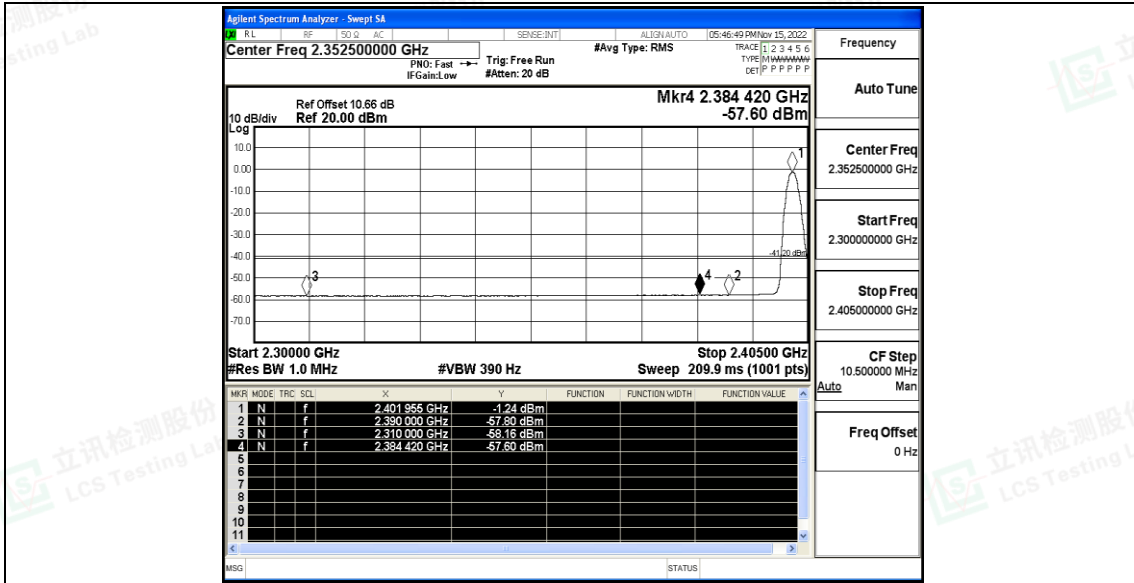 Agilent Spectrum Analyzer - Swept SA
RL RF 50 Ω AC SENSE:INT ALIGN AUTO 05:46:49 PM Nov 15, 2022
Center Freq 2.352500000 GHz
PNO: Fast
IFGain:Low
Trig: Free Run
#Atten: 20 dB
#Avg Type: RMS
TRACE 1 2 3 4 5 6
TYPE M
DET P P P P P P
Frequency
Auto Tune
Center Freq
2.352500000 GHz
Start Freq
2.300000000 GHz
Stop Freq
2.405000000 GHz
CF Step
10.500000 MHz
Auto Man
Freq Offset
0 Hz
Mkr4 2.384 420 GHz
-57.60 dBm
Ref Offset 10.66 dB
10 dB/div Ref 20.00 dBm
Log
10.0
0.00
-10.0
-20.0
-30.0
-40.0
-50.0
-60.0
-70.0
1
-41.20 dBm
3
4
2
Start 2.30000 GHz Stop 2.40500 GHz
#Res BW 1.0 MHz #VBW 390 Hz Sweep 209.9 ms (1001 pts)
MKR MODE TRC SCL X Y FUNCTION FUNCTION WIDTH FUNCTION VALUE
1 N f 2.401 955 GHz -1.24 dBm
2 N f 2.390 000 GHz -57.80 dBm
3 N f 2.310 000 GHz -58.16 dBm
4 N f 2.384 420 GHz -57.60 dBm
5
6
7
8
9
10
11
MSG STATUS
立讯检测股份
LCS Testing Lab
立讯检测股份
LCS Testing L